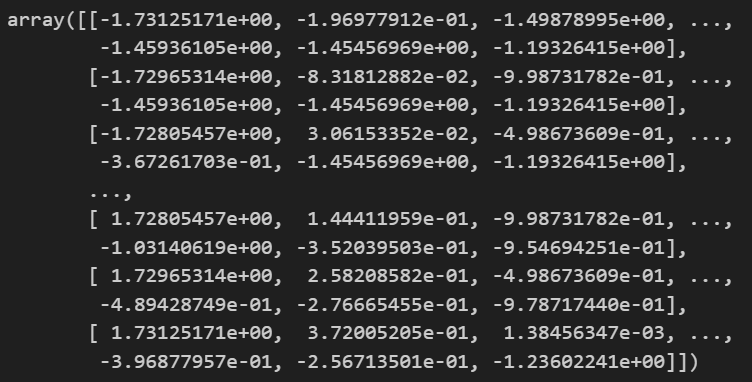 array([[-1.73125171e+00, -1.96977912e-01, -1.49878995e+00, ...,
        -1.45936105e+00, -1.45456969e+00, -1.19326415e+00],
       [-1.72965314e+00, -8.31812882e-02, -9.98731782e-01, ...,
        -1.45936105e+00, -1.45456969e+00, -1.19326415e+00],
       [-1.72805457e+00,  3.06153352e-02, -4.98673609e-01, ...,
        -3.67261703e-01, -1.45456969e+00, -1.19326415e+00],
       ...,
       [ 1.72805457e+00,  1.44411959e-01, -9.98731782e-01, ...,
        -1.03140619e+00, -3.52039503e-01, -9.54694251e-01],
       [ 1.72965314e+00,  2.58208582e-01, -4.98673609e-01, ...,
        -4.89428749e-01, -2.76665455e-01, -9.78717440e-01],
       [ 1.73125171e+00,  3.72005205e-01,  1.38456347e-03, ...,
        -3.96877957e-01, -2.56713501e-01, -1.23602241e+00]])